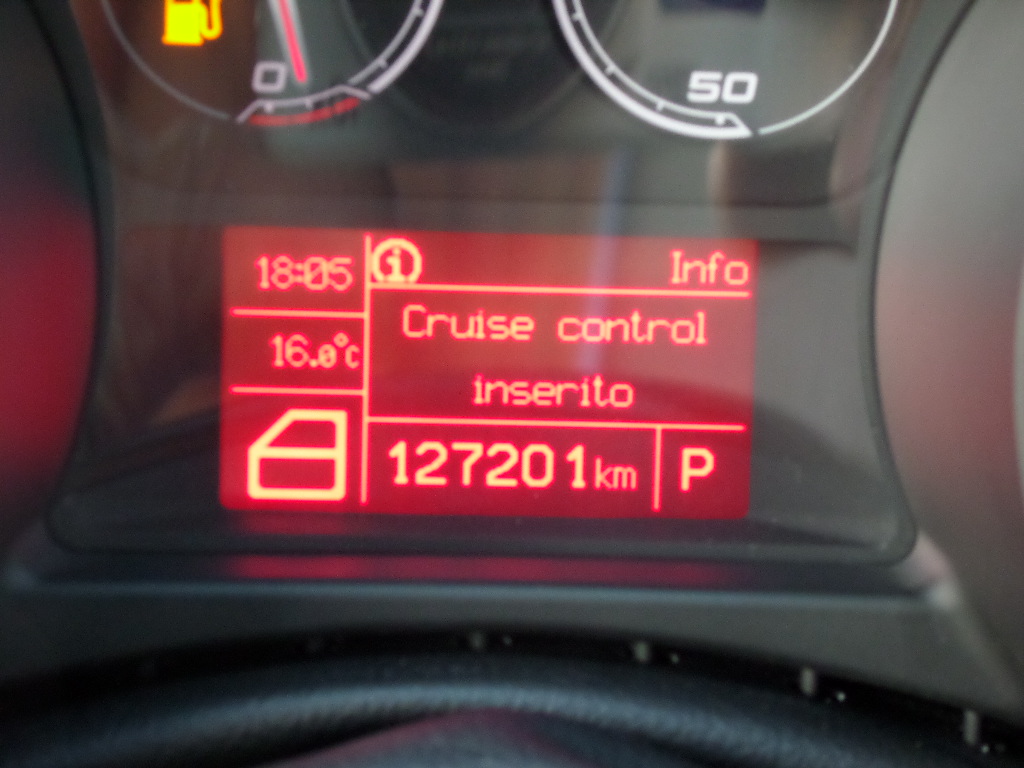 0
50
18:05
Info
16.0°C
Cruise control
inserito
127201km
P